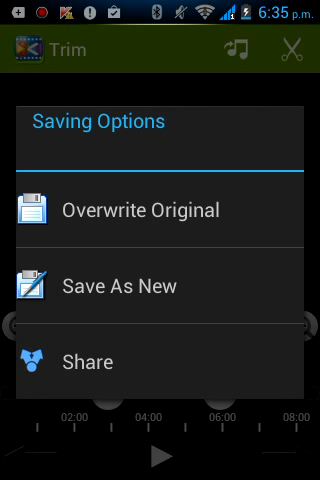 6:35 p.m.
Trim
Saving Options
Overwrite Original
Save As New
Share
02:00 04:00 06:00 08:00